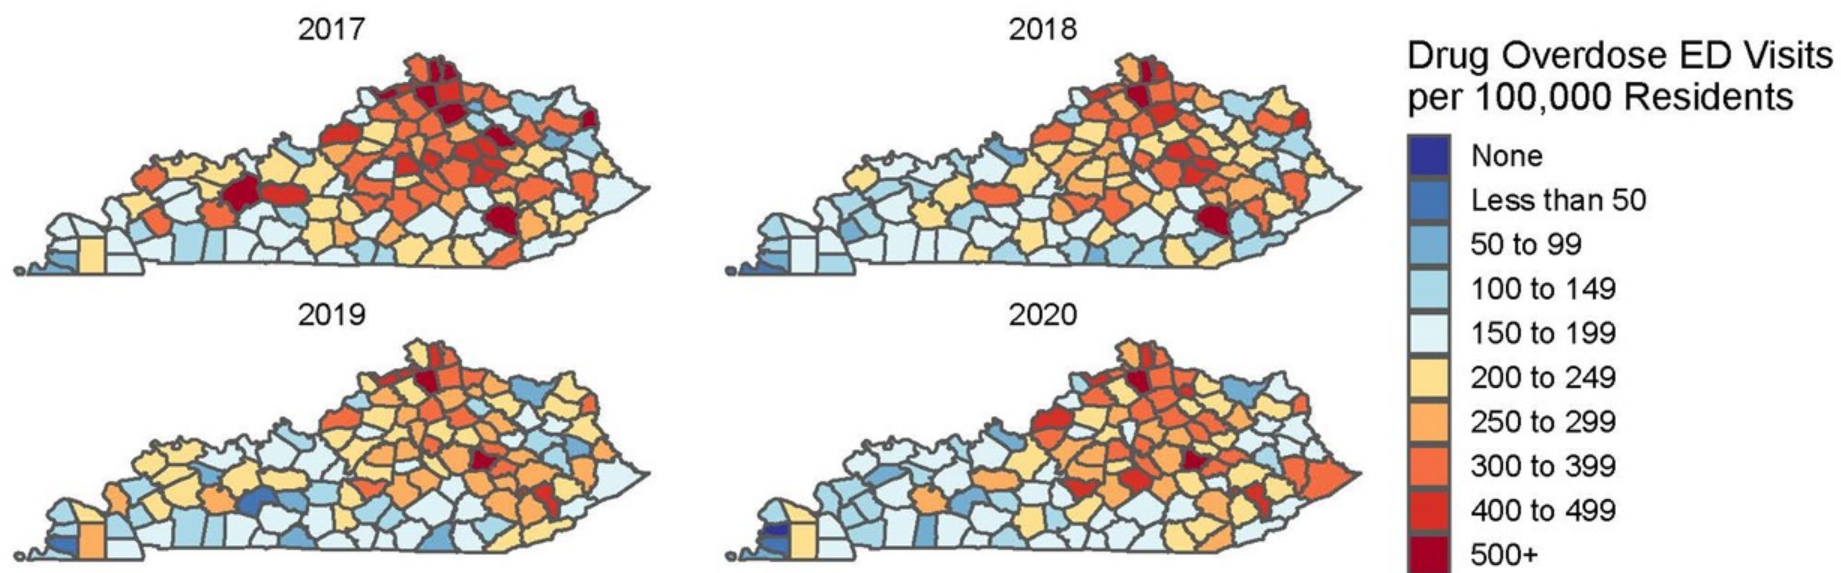 2017
2018
Drug Overdose ED Visits
per 100,000 Residents
None
Less than 50
50 to 99
100 to 149
150 to 199
200 to 249
250 to 299
300 to 399
400 to 499
500+
2019
2020